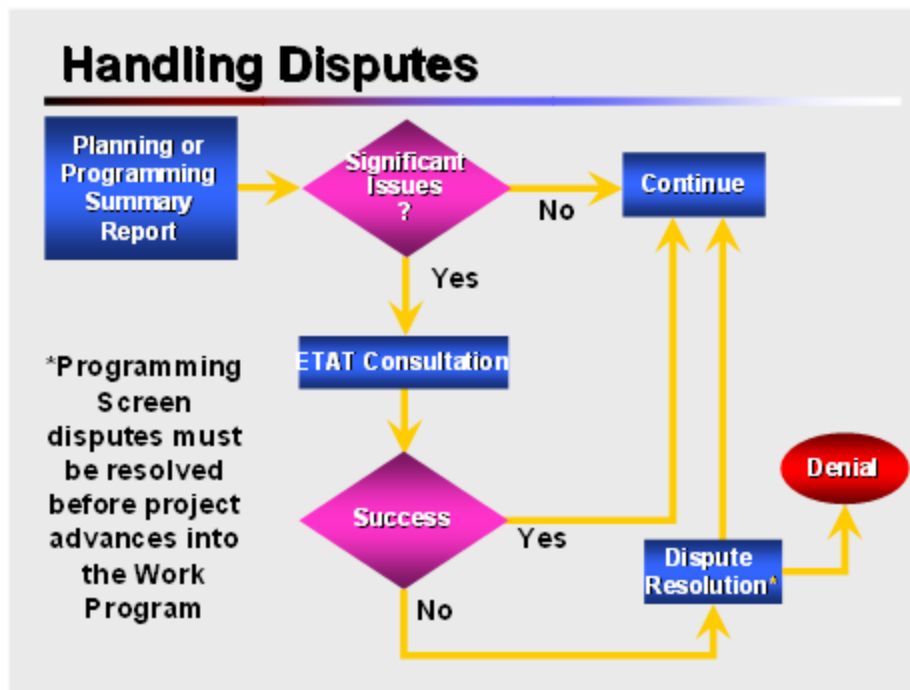 Handling Disputes
Planning or
Programming
Summary
Report
Significant
Issues
?
No
Continue
Yes
ETAT Consultation
*Programming
Screen
disputes must
be resolved
before project
advances into
the Work
Program
Success
Yes
No
Denial
Dispute
Resolution*